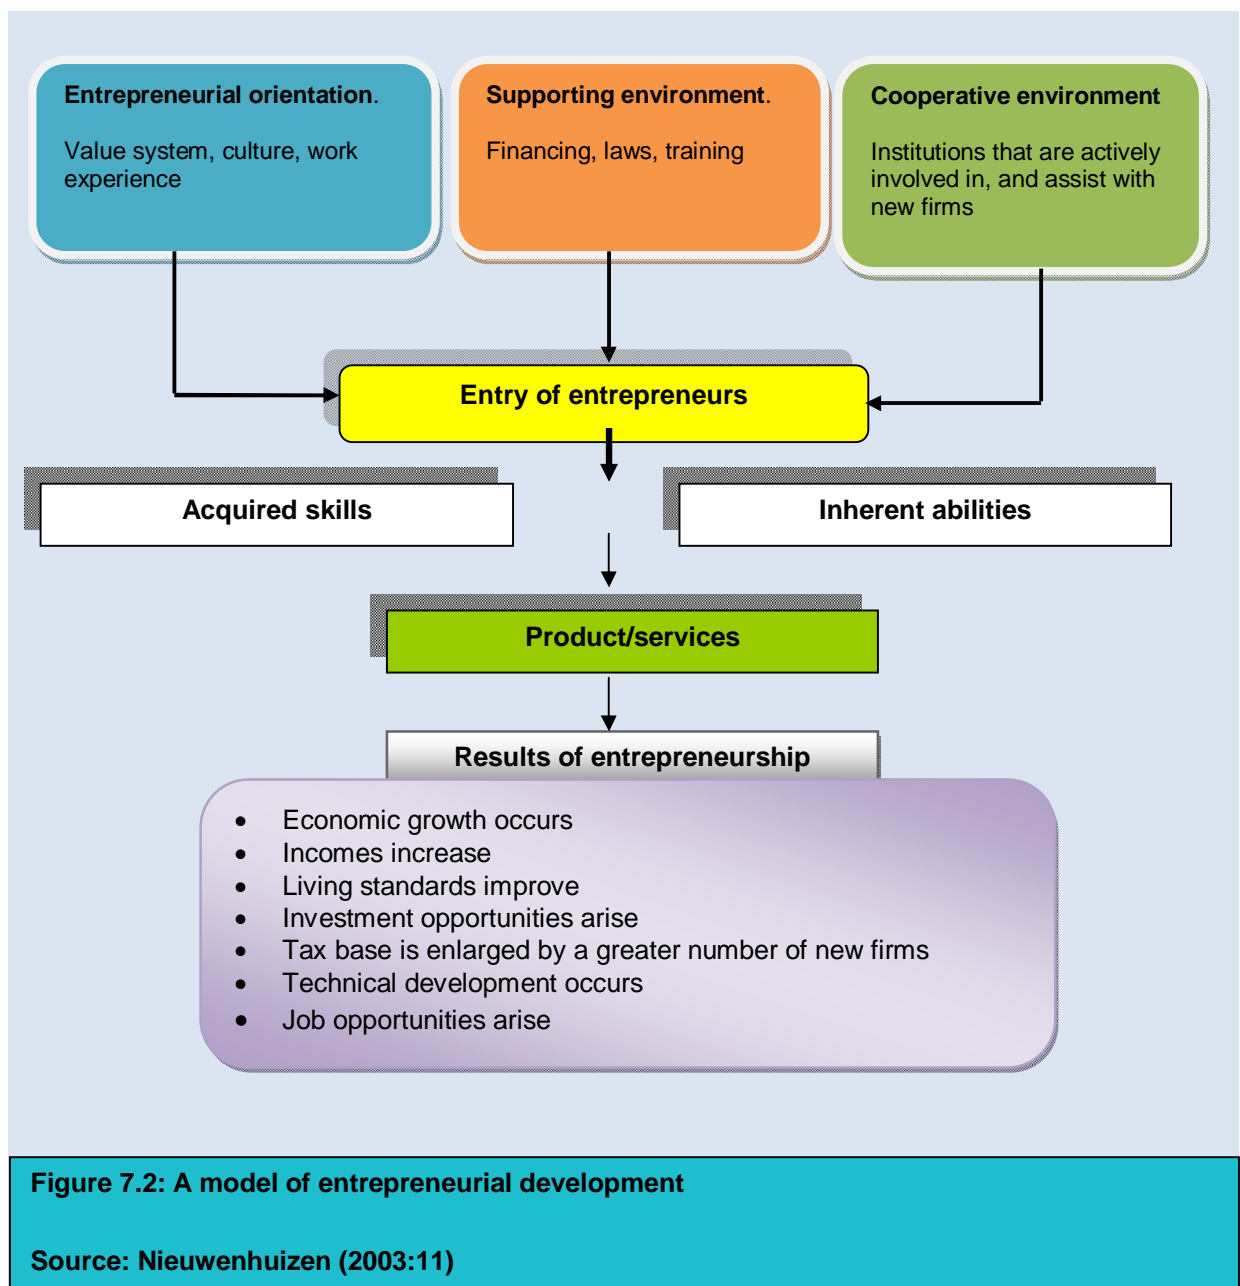 Entrepreneurial orientation.
Value system, culture, work
experience
Supporting environment.
Financing, laws, training
Cooperative environment
Institutions that are actively
involved in, and assist with
new firms
Entry of entrepreneurs
Acquired skills
Inherent abilities
Product/services
Results of entrepreneurship
• Economic growth occurs
• Incomes increase
• Living standards improve
• Investment opportunities arise
• Tax base is enlarged by a greater number of new firms
• Technical development occurs
• Job opportunities arise
Figure 7.2: A model of entrepreneurial development
Source: Nieuwenhuizen (2003:11)